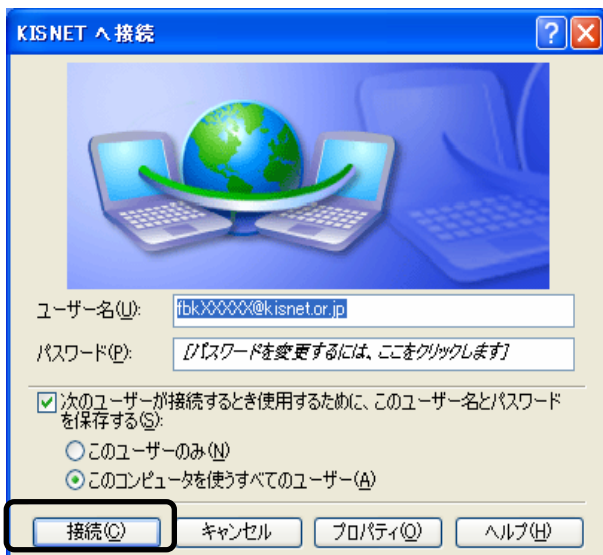 KISNET へ接続
ユーザー名(U):
fbkXXXXX@kisnet.or.jp
パスワード(P):
[パスワードを変更するには、ここをクリックします]
次のユーザーが接続するとき使用するために、このユーザー名とパスワード
を保存する(S):
このユーザーのみ(N)
このコンピュータを使うすべてのユーザー(A)
接続(C)
キャンセル
プロパティ(O)
ヘルプ(H)